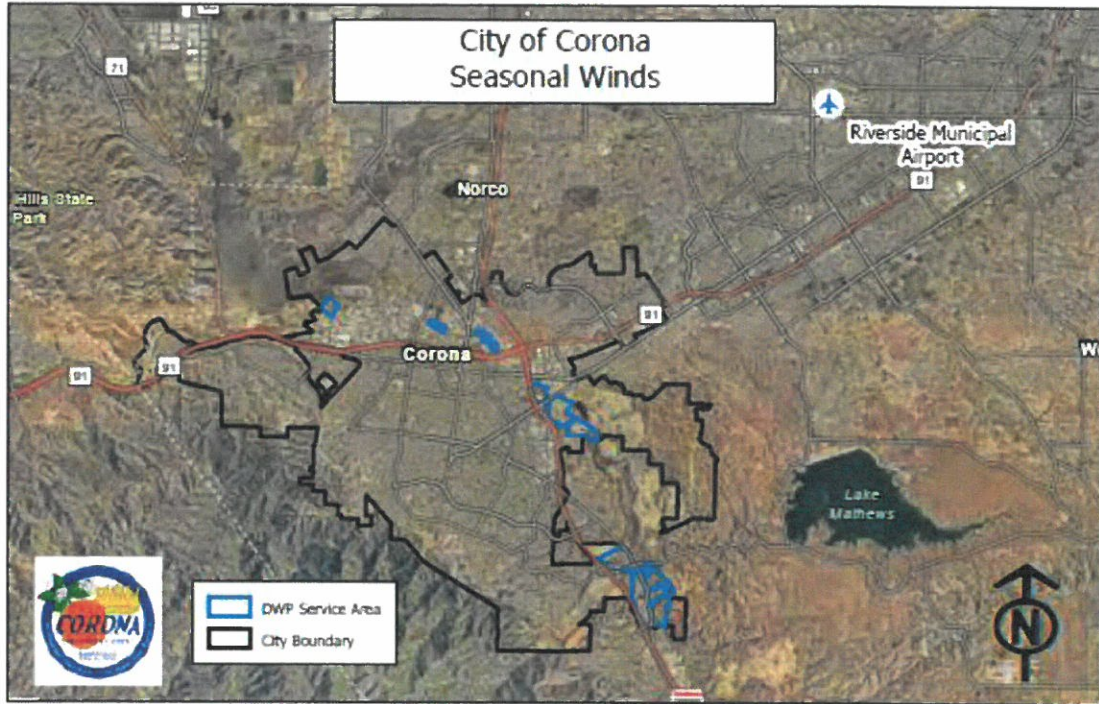 City of Corona
Seasonal Winds
71
Riverside Municipal
Airport
91
Norco
Hills State
Park
91
Corona
91
91
Lake
Mathews
DWP Service Area
City Boundary
CORONA
N